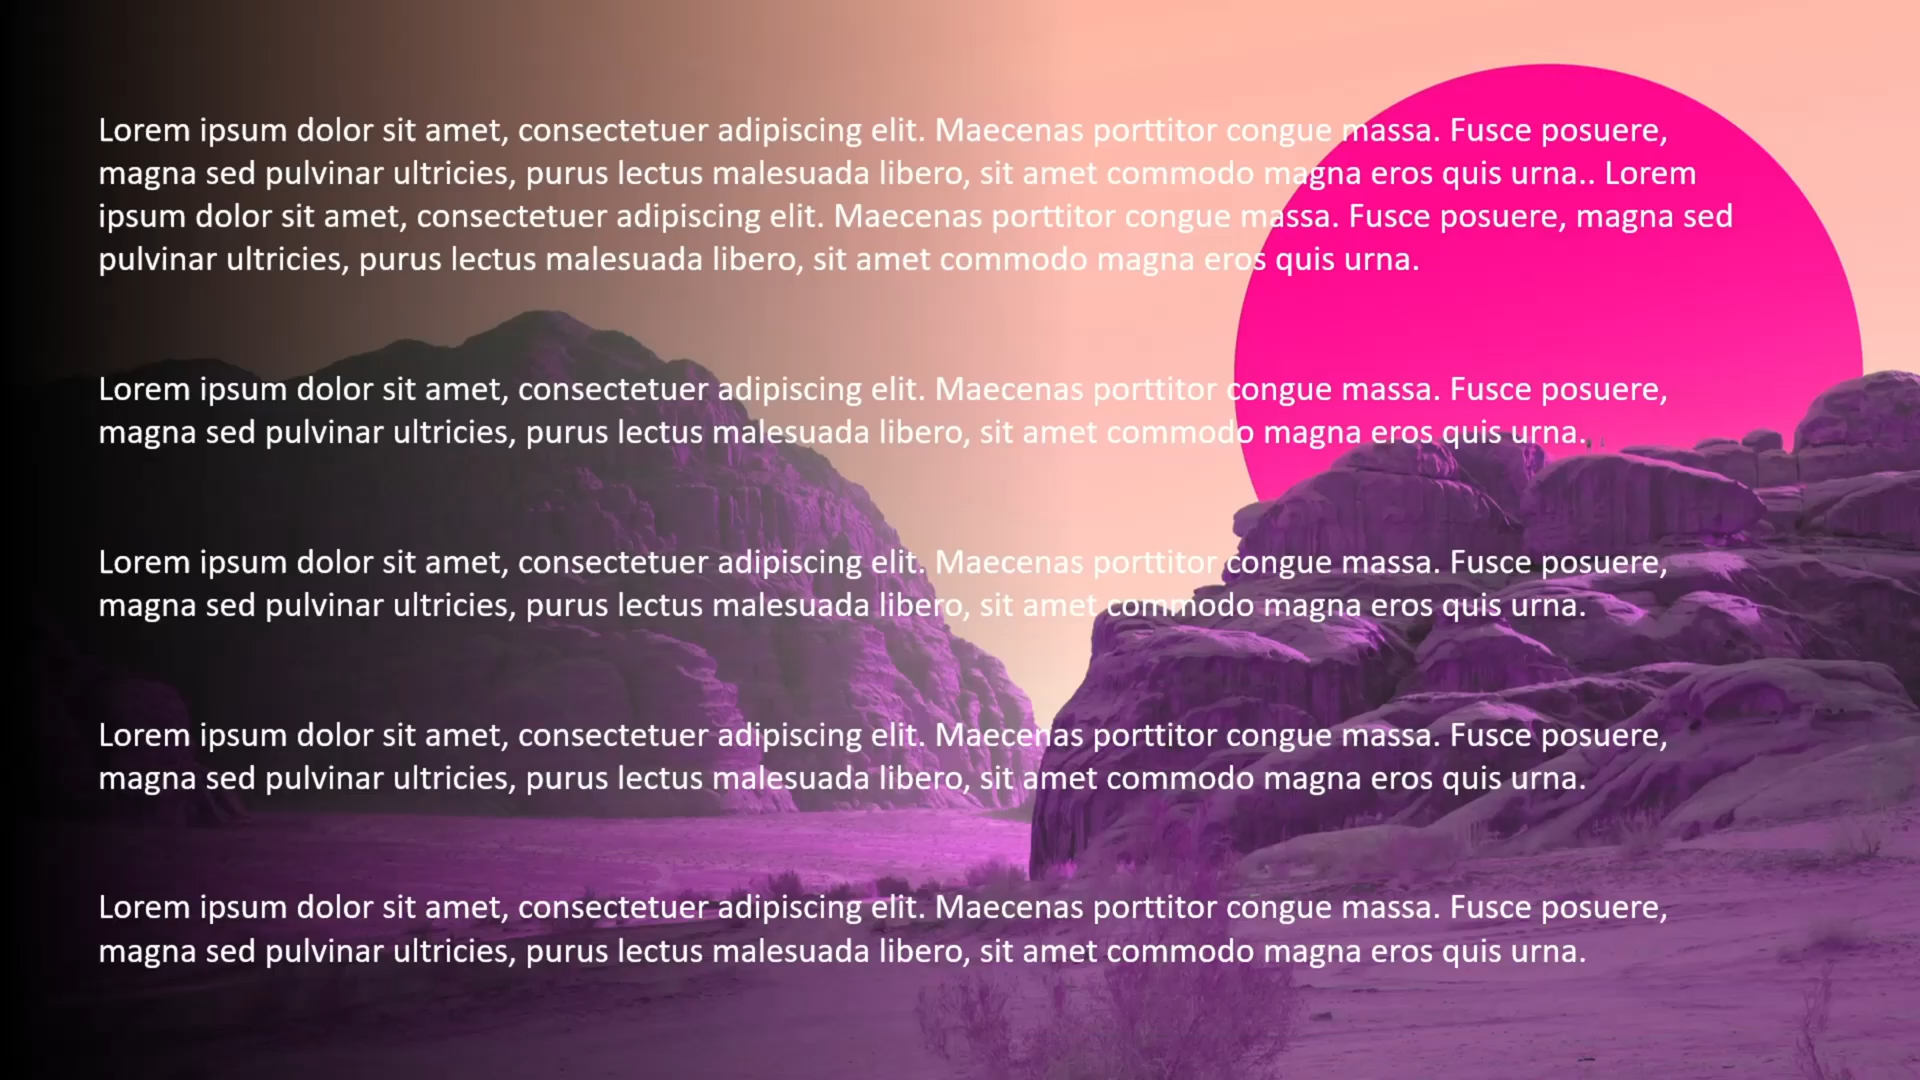 Lorem ipsum dolor sit amet, consectetuer adipiscing elit. Maecenas porttitor congue massa. Fusce posuere,
magna sed pulvinar ultricies, purus lectus malesuada libero, sit amet commodo magna eros quis urna.. Lorem
ipsum dolor sit amet, consectetuer adipiscing elit. Maecenas porttitor congue massa. Fusce posuere, magna sed
pulvinar ultricies, purus lectus malesuada libero, sit amet commodo magna eros quis urna.
Lorem ipsum dolor sit amet, consectetuer adipiscing elit. Maecenas porttitor congue massa. Fusce posuere,
magna sed pulvinar ultricies, purus lectus malesuada libero, sit amet commodo magna eros quis urna.
Lorem ipsum dolor sit amet, consectetuer adipiscing elit. Maecenas porttitor congue massa. Fusce posuere,
magna sed pulvinar ultricies, purus lectus malesuada libero, sit amet commodo magna eros quis urna.
Lorem ipsum dolor sit amet, consectetuer adipiscing elit. Maecenas porttitor congue massa. Fusce posuere,
magna sed pulvinar ultricies, purus lectus malesuada libero, sit amet commodo magna eros quis urna.
Lorem ipsum dolor sit amet, consectetuer adipiscing elit. Maecenas porttitor congue massa. Fusce posuere,
magna sed pulvinar ultricies, purus lectus malesuada libero, sit amet commodo magna eros quis urna.